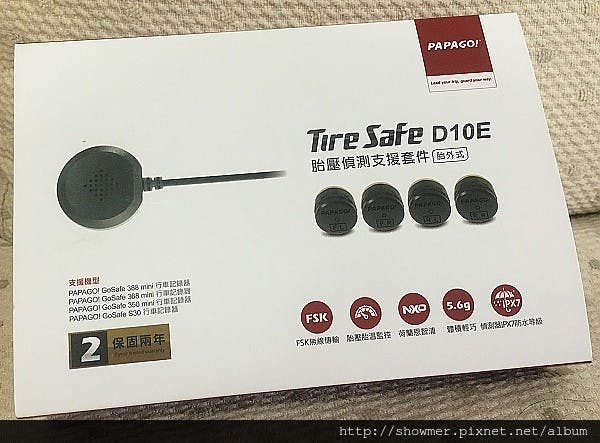 PAPAGO!
Lead your trip, guard your way.
Tire Safe D10E
胎壓偵測支援套件 胎外式
PAPAGO! PAPAGO! PAPAGO! PAPAGO!
支援機型
PAPAGO! GoSafe 388 mini 行車記錄器
PAPAGO! GoSafe 368 mini 行車記錄器
PAPAGO! GoSafe 350 mini 行車記錄器
PAPAGO! GoSafe S30 行車記錄器
2 保固兩年
FSK NXP 5.6g IPX7
FSK無線傳輸 胎壓胎溫監控 荷蘭恩智浦 體積輕巧 偵測器IPX7防水等級
http://showmer.pixnet.net/album